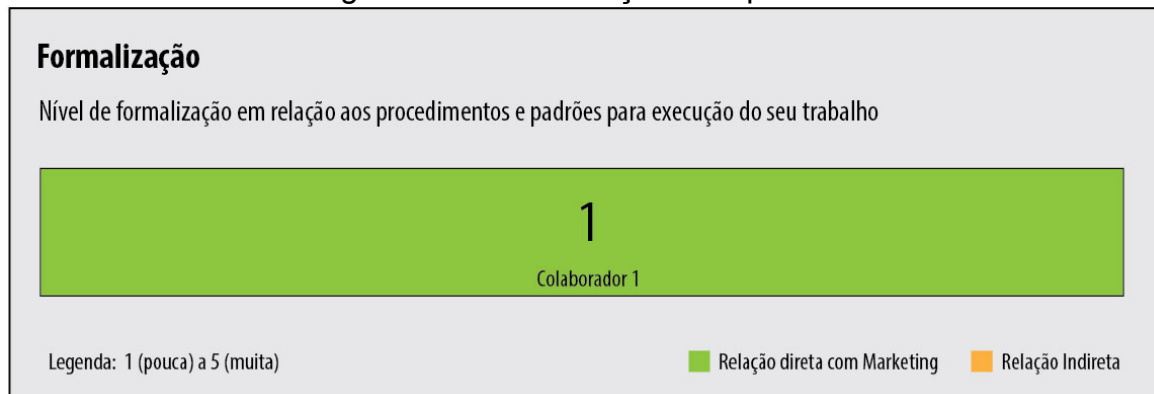 Formalização
Nível de formalização em relação aos procedimentos e padrões para execução do seu trabalho
1
Colaborador 1
Legenda: 1 (pouca) a 5 (muita)
Relação direta com Marketing
Relação Indireta